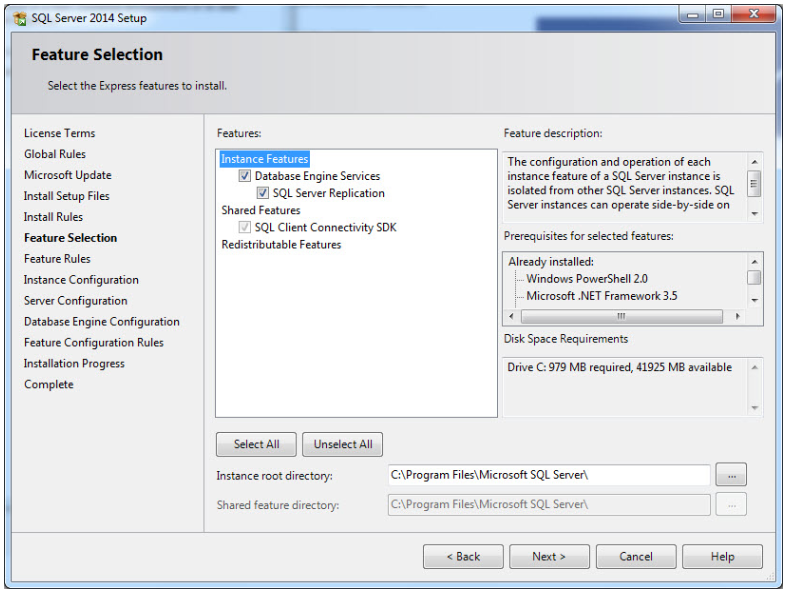 SQL Server 2014 Setup
Feature Selection
Select the Express features to install.
License Terms
Global Rules
Microsoft Update
Install Setup Files
Install Rules
Feature Selection
Feature Rules
Instance Configuration
Server Configuration
Database Engine Configuration
Feature Configuration Rules
Installation Progress
Complete
Features:
Instance Features
Database Engine Services
SQL Server Replication
Shared Features
SQL Client Connectivity SDK
Redistributable Features
Feature description:
The configuration and operation of each
instance feature of a SQL Server instance is
isolated from other SQL Server instances. SQL
Server instances can operate side-by-side on
Prerequisites for selected features:
Already installed:
Windows PowerShell 2.0
Microsoft .NET Framework 3.5
Disk Space Requirements
Drive C: 979 MB required, 41925 MB available
Select All
Unselect All
Instance root directory:
C:\Program Files\Microsoft SQL Server\
...
Shared feature directory:
C:\Program Files\Microsoft SQL Server\
...
< Back
Next >
Cancel
Help